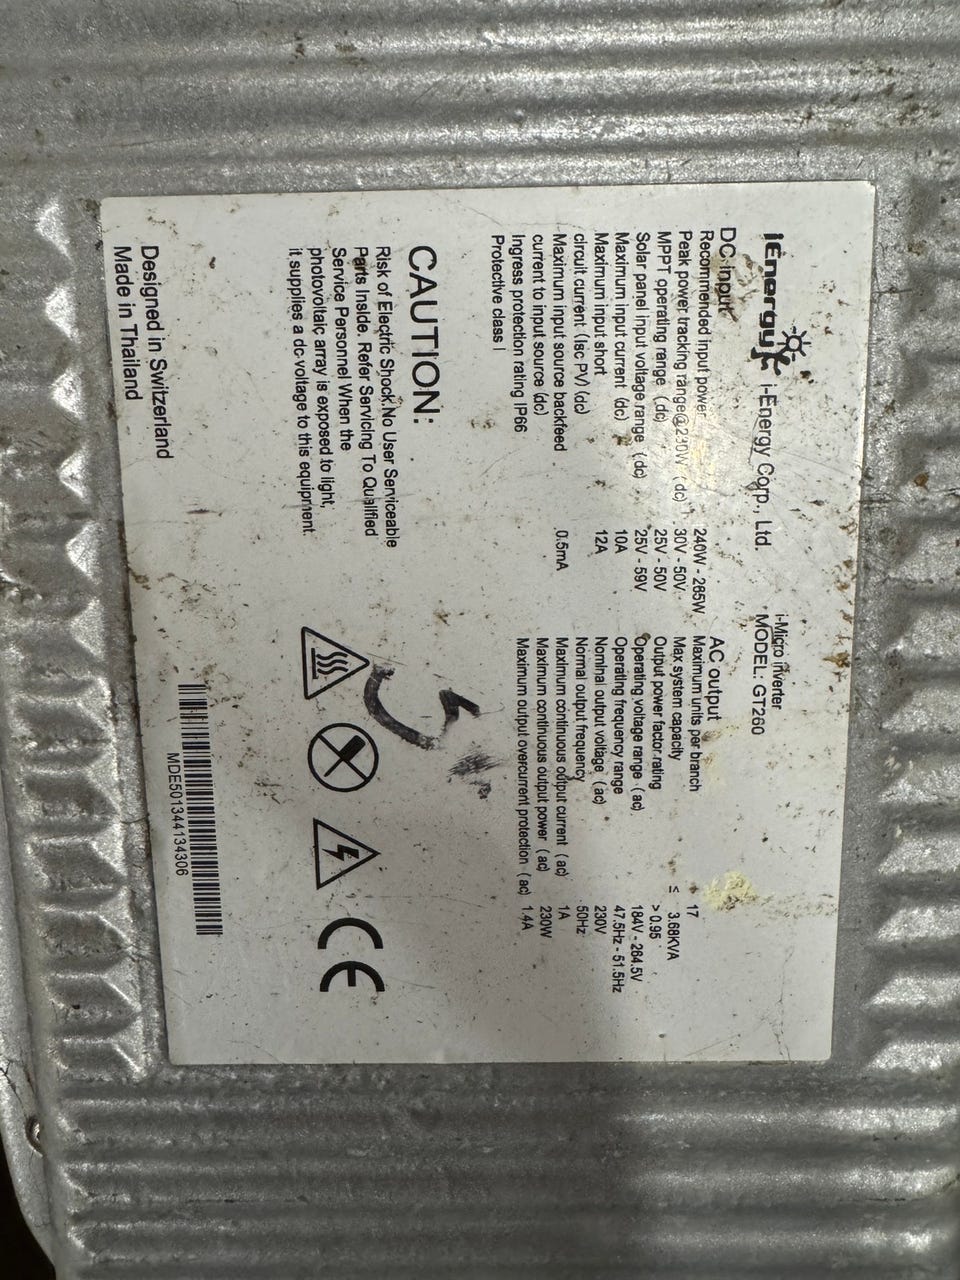 iEnergy i-Energy Corp., Ltd.
i-Micro inverter
MODEL: GT260
DC input
Recommended input power 240W - 265W
Peak power tracking range@230W (dc) 30V - 50V
MPPT operating range (dc) 25V - 50V
Solar panel input voltage range (dc) 25V - 59V
Maximum input current (dc) 10A
Maximum input short 12A
circuit current (Isc PV) (dc)
Maximum input source backfeed 0.5mA
current to input source (dc)
Ingress protection rating IP66
Protective class I
AC output
Maximum units per branch 17
Max system capacity ≤ 3.68KVA
Output power factor rating > 0.95
Operating voltage range (ac) 184V - 264.5V
Operating frequency range 47.5Hz - 51.5Hz
Nominal output voltage (ac) 230V
Normal output frequency 50Hz
Maximum continuous output current (ac) 1A
Maximum continuous output power (ac) 230W
Maximum output overcurrent protection (ac) 1.4A
CAUTION:
Risk of Electric Shock.No User Serviceable
Parts Inside. Refer Servicing To Qualified
Service Personnel When the
photovoltaic array is exposed to light,
it supplies a dc voltage to this equipment.
CE
Designed in Switzerland
Made in Thailand
MDE501344134306